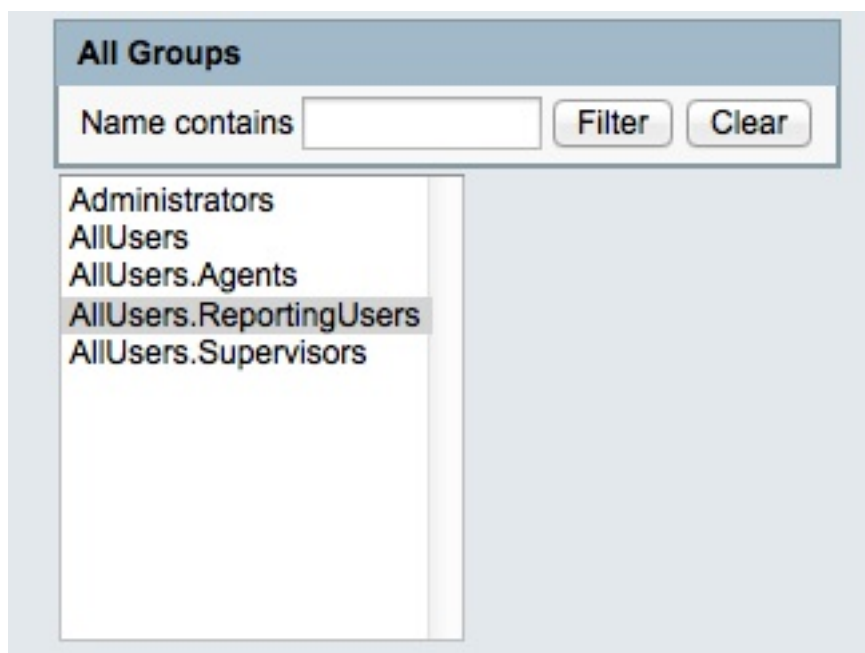 All Groups
Name contains Filter Clear
Administrators
AllUsers
AllUsers.Agents
AllUsers.ReportingUsers
AllUsers.Supervisors